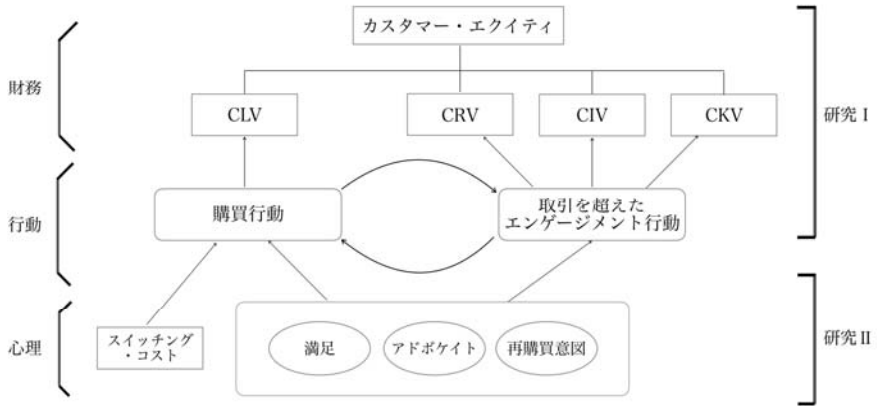 カスタマー・エクイティ
財務
CLV
CRV
CIV
CKV
研究 I
行動
購買行動
取引を超えた
エンゲージメント行動
心理
スイッチング
・コスト
満足
アドボケイト
再購買意図
研究 II